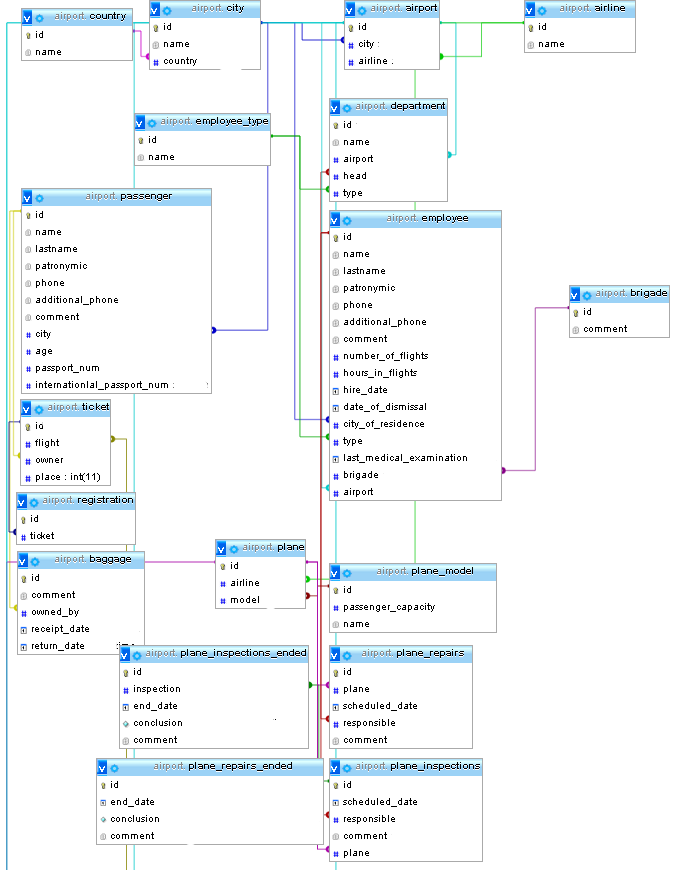 airport. country
id
name
airport. city
id
name
country
airport. airport
id
city :
airline :
airport. airline
id
name
airport. employee_type
id
name
airport. department
id
name
airport
head
type
airport. passenger
id
name
lastname
patronymic
phone
additional_phone
comment
city
age
passport_num
internationlal_passport_num :
airport. employee
id
name
lastname
patronymic
phone
additional_phone
comment
number_of_flights
hours_in_flights
hire_date
date_of_dismissal
city_of_residence
type
last_medical_examination
brigade
airport
airport. brigade
id
comment
airport. ticket
id
flight
owner
place : int(11)
airport. registration
id
ticket
airport. baggage
id
comment
owned_by
receipt_date
return_date
airport. plane
id
airline
model
airport. plane_model
id
passenger_capacity
name
airport. plane_inspections_ended
id
inspection
end_date
conclusion
comment
airport. plane_repairs
id
plane
scheduled_date
responsible
comment
airport. plane_repairs_ended
id
end_date
conclusion
comment
airport. plane_inspections
id
scheduled_date
responsible
comment
plane